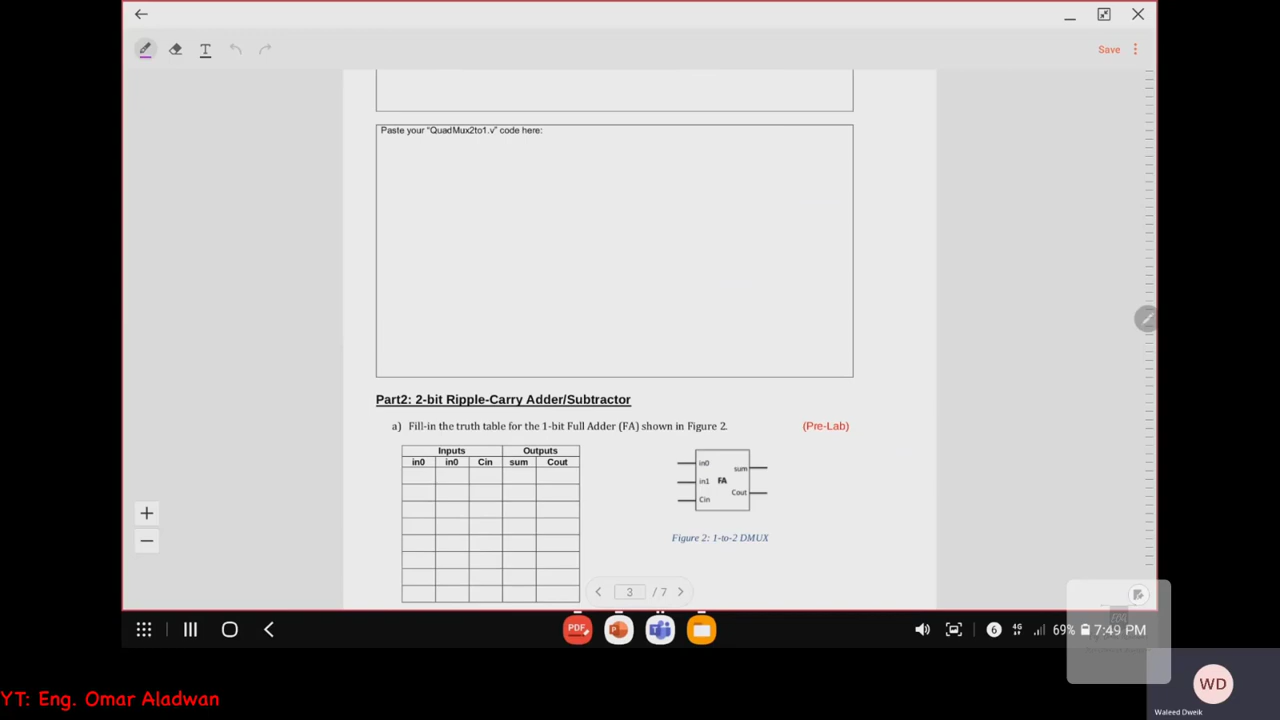 Save
Paste your “QuadMux2to1.v” code here:
Part2: 2-bit Ripple-Carry Adder/Subtractor
a) Fill-in the truth table for the 1-bit Full Adder (FA) shown in Figure 2. (Pre-Lab)
Inputs Outputs
in0 in0 Cin sum Cout
in0
sum
in1 FA
Cout
Cin
Figure 2: 1-to-2 DMUX
3 / 7
PDF
6 4G 69% 7:49 PM
YT: Eng. Omar Aladwan
WD
Waleed Dweik